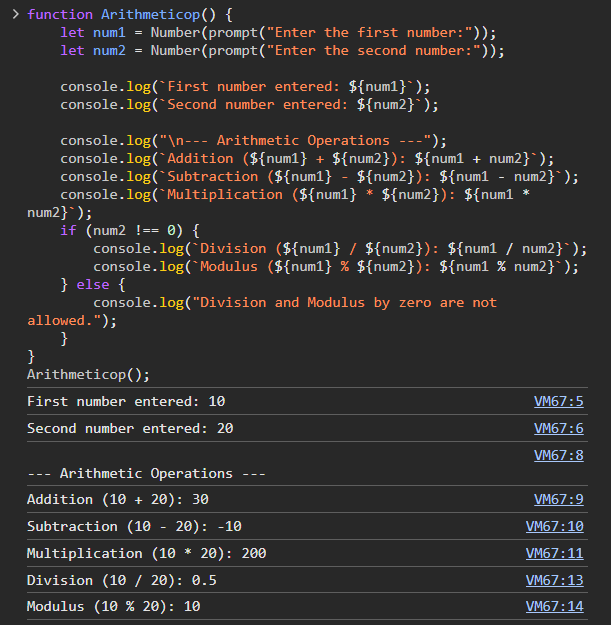 > function Arithmeticop() {
    let num1 = Number(prompt("Enter the first number:"));
    let num2 = Number(prompt("Enter the second number:"));

    console.log(`First number entered: ${num1}`);
    console.log(`Second number entered: ${num2}`);

    console.log("\n--- Arithmetic Operations ---");
    console.log(`Addition (${num1} + ${num2}): ${num1 + num2}`);
    console.log(`Subtraction (${num1} - ${num2}): ${num1 - num2}`);
    console.log(`Multiplication (${num1} * ${num2}): ${num1 *
num2}`);
    if (num2 !== 0) {
        console.log(`Division (${num1} / ${num2}): ${num1 / num2}`);
        console.log(`Modulus (${num1} % ${num2}): ${num1 % num2}`);
    } else {
        console.log("Division and Modulus by zero are not
allowed.");
    }
}
Arithmeticop();
First number entered: 10 VM67:5
Second number entered: 20 VM67:6
VM67:8
--- Arithmetic Operations ---
Addition (10 + 20): 30 VM67:9
Subtraction (10 - 20): -10 VM67:10
Multiplication (10 * 20): 200 VM67:11
Division (10 / 20): 0.5 VM67:13
Modulus (10 % 20): 10 VM67:14